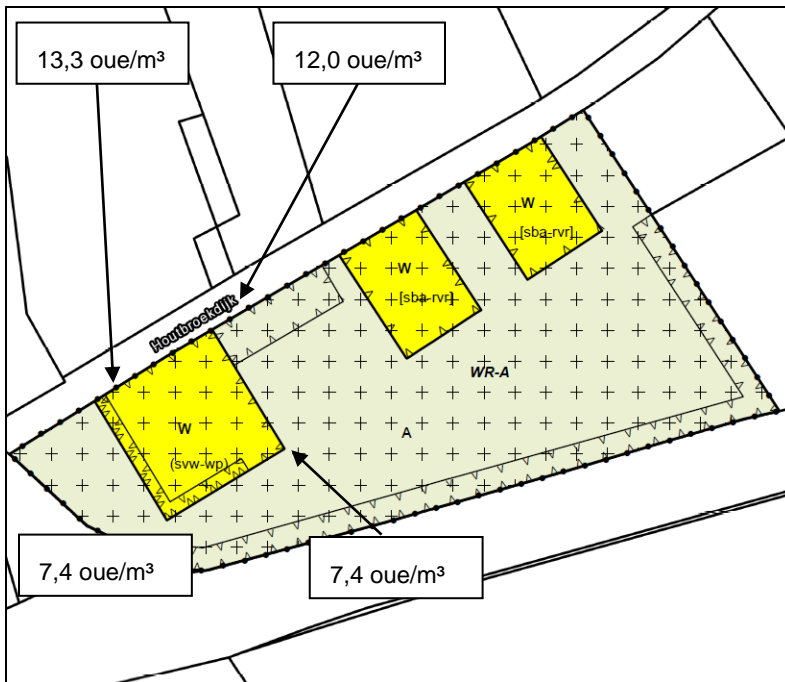 13,3 oue/m³
12,0 oue/m³
W
[sba-rvr]
W
[sba-rvr]
Houtbroekdijk
WR-A
W
(svw-wp)
A
7,4 oue/m³
7,4 oue/m³